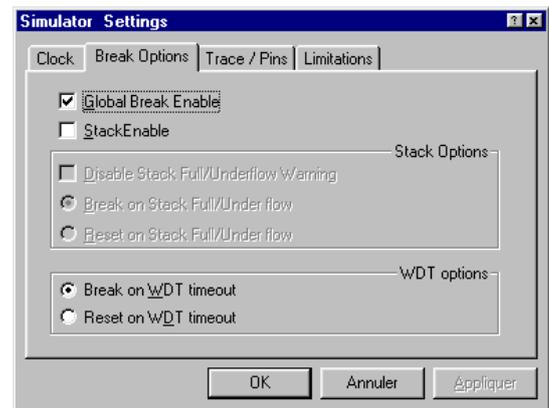 Simulator Settings
Clock Break Options Trace / Pins Limitations
Global Break Enable
StackEnable
Stack Options
Disable Stack Full/Underflow Warning
Break on Stack Full/Under flow
Reset on Stack Full/Under flow
WDT options
Break on WDT timeout
Reset on WDT timeout
OK Annuler Appliquer